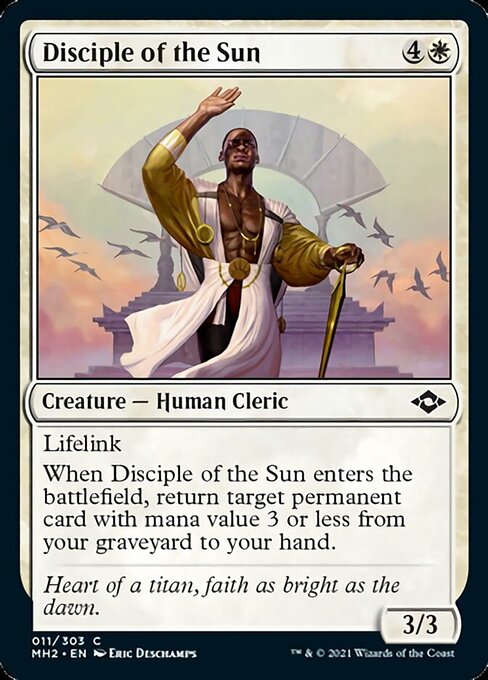 Disciple of the Sun 4
Creature — Human Cleric
Lifelink
When Disciple of the Sun enters the
battlefield, return target permanent
card with mana value 3 or less from
your graveyard to your hand.
Heart of a titan, faith as bright as the
dawn.
3/3
011/303 C
MH2 • EN Eric Deschamps
™ & © 2021 Wizards of the Coast